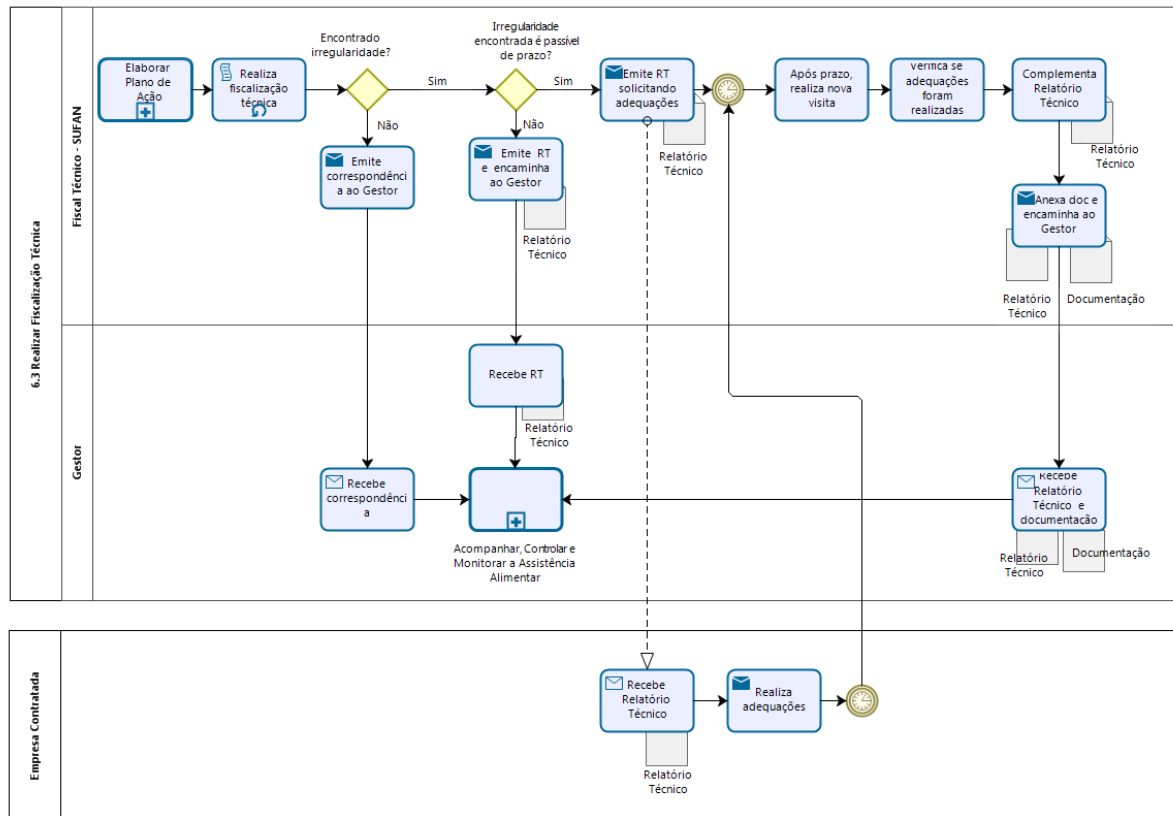 6.3 Realizar Fiscalização Técnica
Fiscal Técnico - SUFAN
Elaborar
Plano de
Ação
Realiza
fiscalização
técnica
Encontrado
irregularidade?
Sim
Não
Irregularidade
encontrada é passível
de prazo?
Sim
Não
Emite RT
solicitando
adequações
Relatório
Técnico
Após prazo,
realiza nova
visita
verifica se
adequações
foram
realizadas
Complementa
Relatório
Técnico
Relatório
Técnico
Emite
correspondênci
a ao Gestor
Emite RT
e encaminha
ao Gestor
Relatório
Técnico
Anexa doc e
encaminha ao
Gestor
Relatório
Técnico
Documentação
Gestor
Recebe RT
Relatório
Técnico
Recebe
correspondênci
a
Acompanhar, Controlar e
Monitorar a Assistência
Alimentar
Recebe
Relatório
Técnico e
documentação
Relatório
Técnico
Documentação
Empresa Contratada
Recebe
Relatório
Técnico
Relatório
Técnico
Realiza
adequações